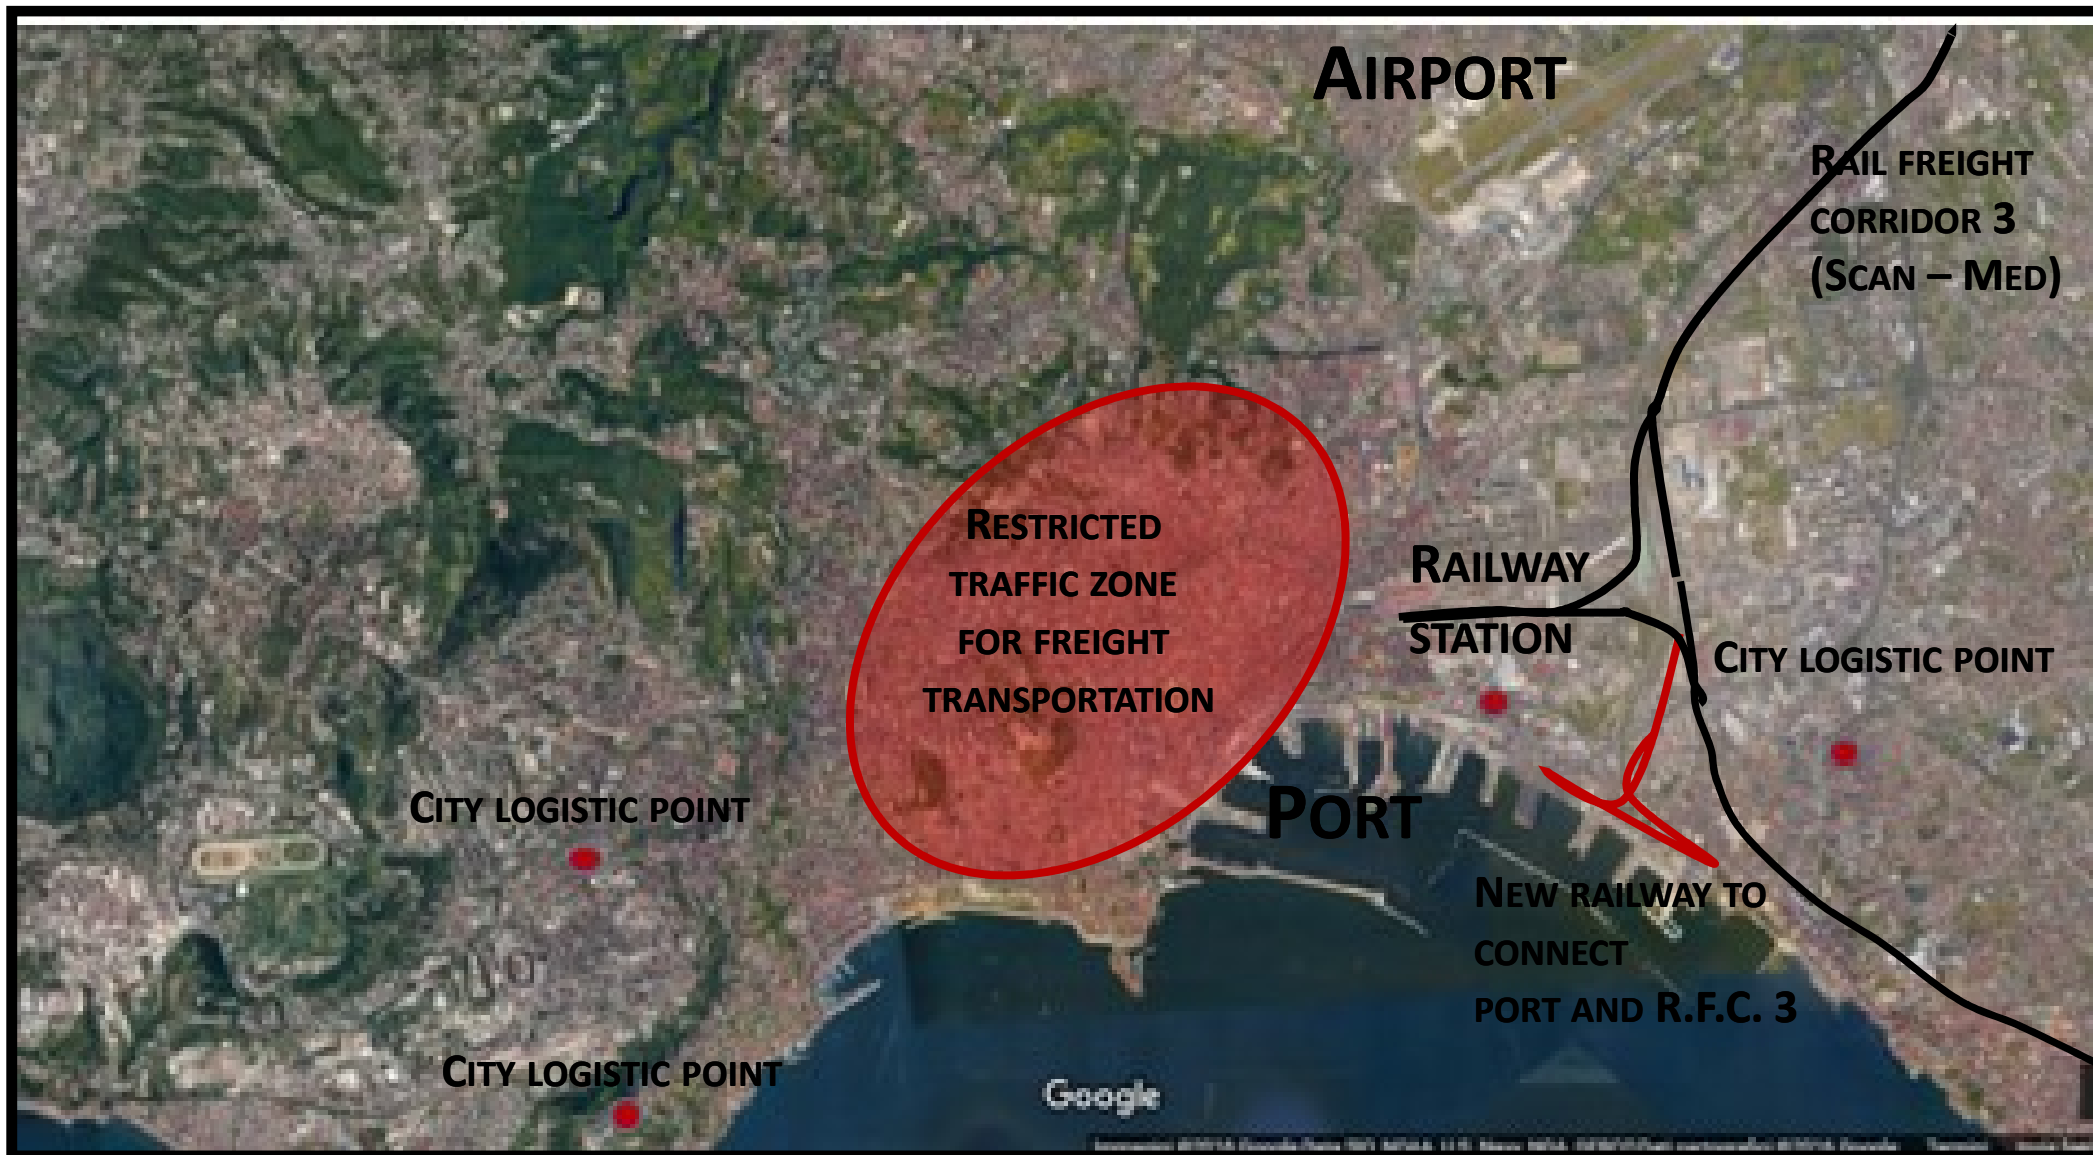 AIRPORT
RAIL FREIGHT
CORRIDOR 3
(SCAN – MED)
RESTRICTED
TRAFFIC ZONE
FOR FREIGHT
TRANSPORTATION
RAILWAY
STATION
CITY LOGISTIC POINT
CITY LOGISTIC POINT
PORT
NEW RAILWAY TO
CONNECT
PORT AND R.F.C. 3
CITY LOGISTIC POINT
Google